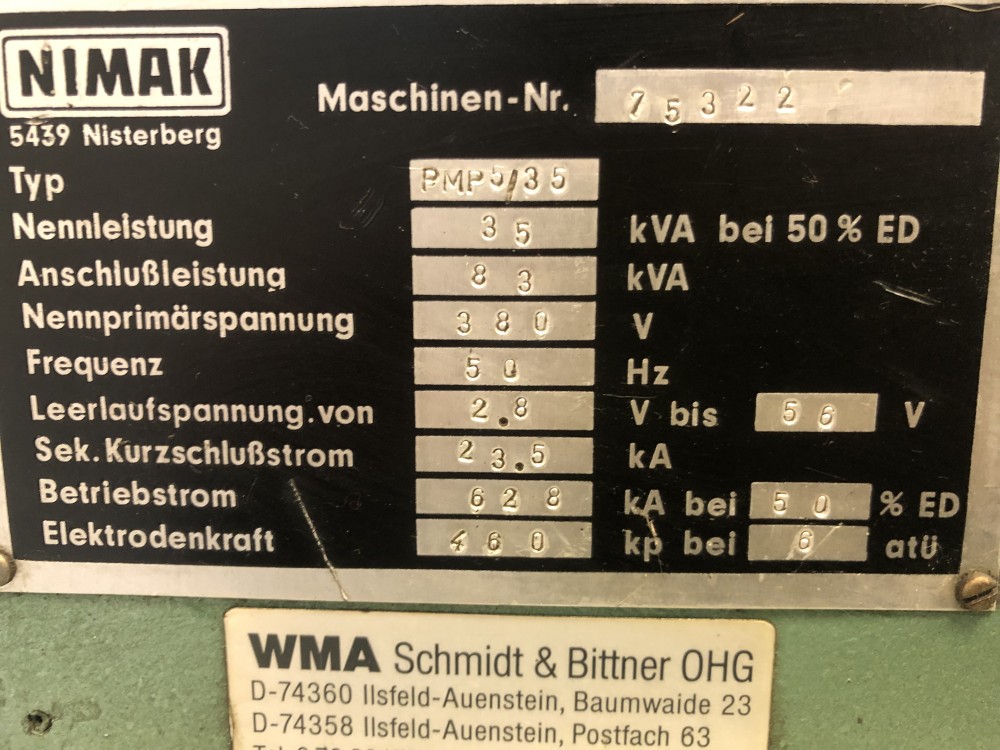 NIMAK
5439 Nisterberg
Maschinen-Nr. 75322
Typ PMP5/35
Nennleistung 35 kVA bei 50% ED
Anschlußleistung 83 kVA
Nennprimärspannung 380 V
Frequenz 50 Hz
Leerlaufspannung.von 2.8 V bis 56 V
Sek.Kurzschlußstrom 23.5 kA
Betriebstrom 628 kA bei 50 % ED
Elektrodenkraft 460 kp bei 6 atü
WMA Schmidt & Bittner OHG
D-74360 Ilsfeld-Auenstein, Baumwaide 23
D-74358 Ilsfeld-Auenstein, Postfach 63